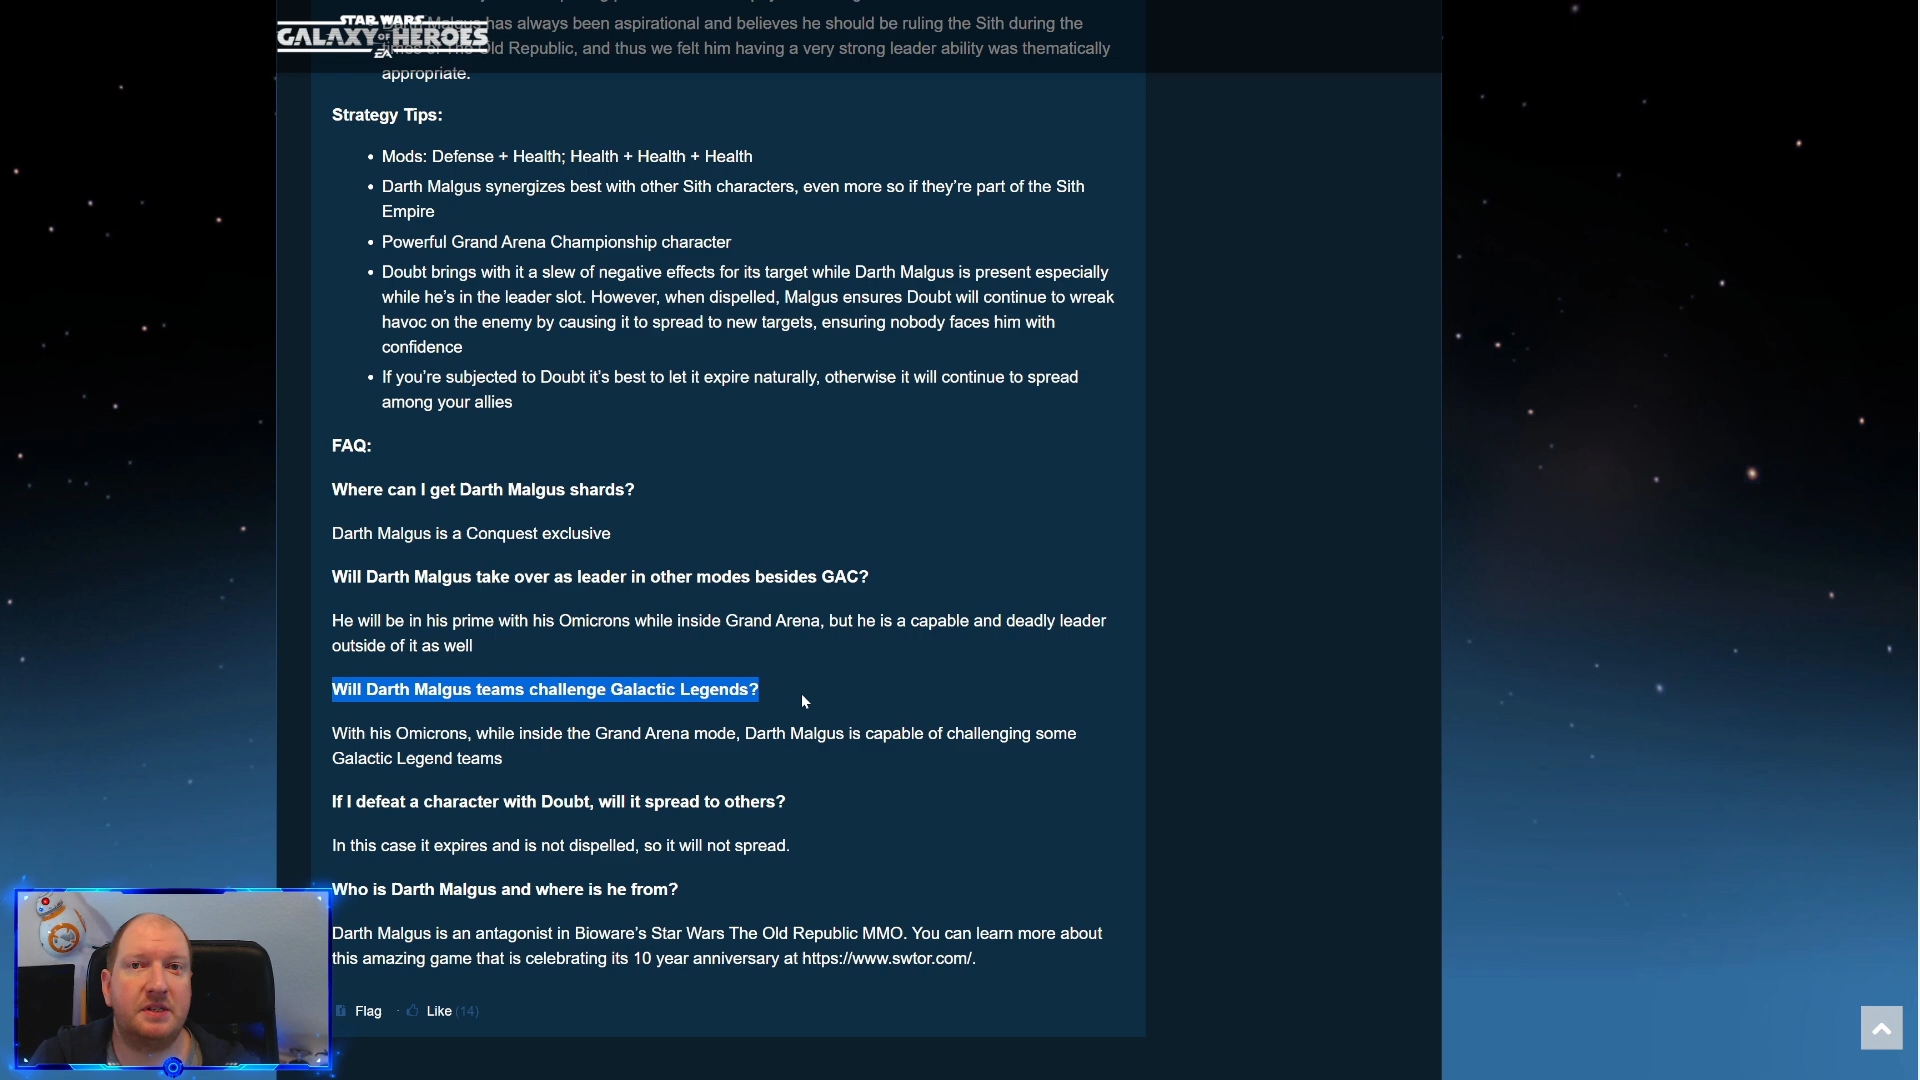 STAR WARS
GALAXY OF HEROES
EA
Darth Malgus has always been aspirational and believes he should be ruling the Sith during the
times of The Old Republic, and thus we felt him having a very strong leader ability was thematically
appropriate.
Strategy Tips:
• Mods: Defense + Health; Health + Health + Health
• Darth Malgus synergizes best with other Sith characters, even more so if they’re part of the Sith
Empire
• Powerful Grand Arena Championship character
• Doubt brings with it a slew of negative effects for its target while Darth Malgus is present especially
while he’s in the leader slot. However, when dispelled, Malgus ensures Doubt will continue to wreak
havoc on the enemy by causing it to spread to new targets, ensuring nobody faces him with
confidence
• If you’re subjected to Doubt it’s best to let it expire naturally, otherwise it will continue to spread
among your allies
FAQ:
Where can I get Darth Malgus shards?
Darth Malgus is a Conquest exclusive
Will Darth Malgus take over as leader in other modes besides GAC?
He will be in his prime with his Omicrons while inside Grand Arena, but he is a capable and deadly leader
outside of it as well
Will Darth Malgus teams challenge Galactic Legends?
With his Omicrons, while inside the Grand Arena mode, Darth Malgus is capable of challenging some
Galactic Legend teams
If I defeat a character with Doubt, will it spread to others?
In this case it expires and is not dispelled, so it will not spread.
Who is Darth Malgus and where is he from?
Darth Malgus is an antagonist in Bioware’s Star Wars The Old Republic MMO. You can learn more about
this amazing game that is celebrating its 10 year anniversary at https://www.swtor.com/.
Flag · Like (14)